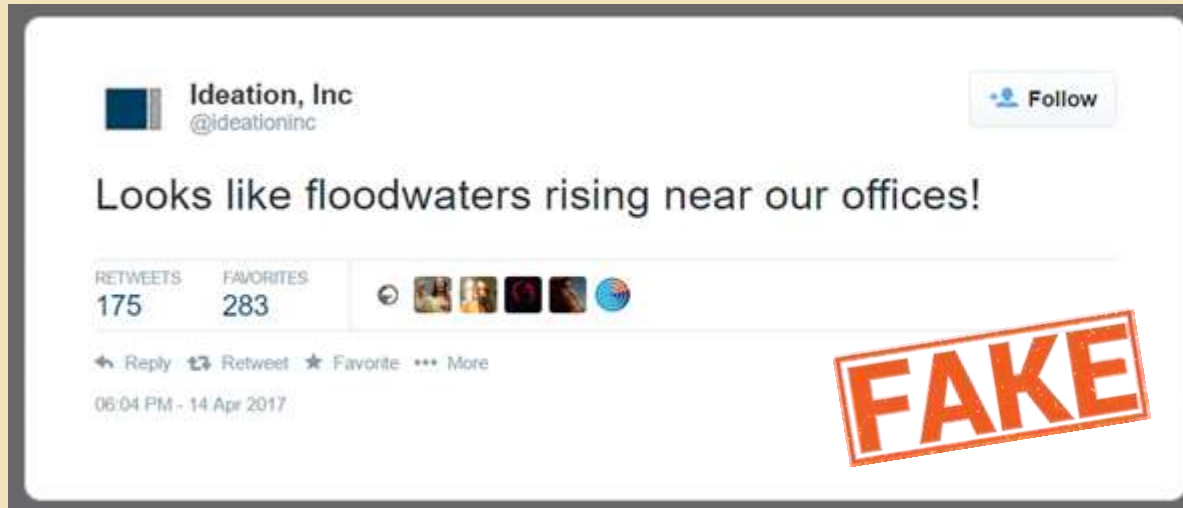 Ideation, Inc
@ideationinc
Follow
Looks like floodwaters rising near our offices!
RETWEETS FAVORITES
175 283
Reply Retweet Favorite More
06:04 PM - 14 Apr 2017
FAKE